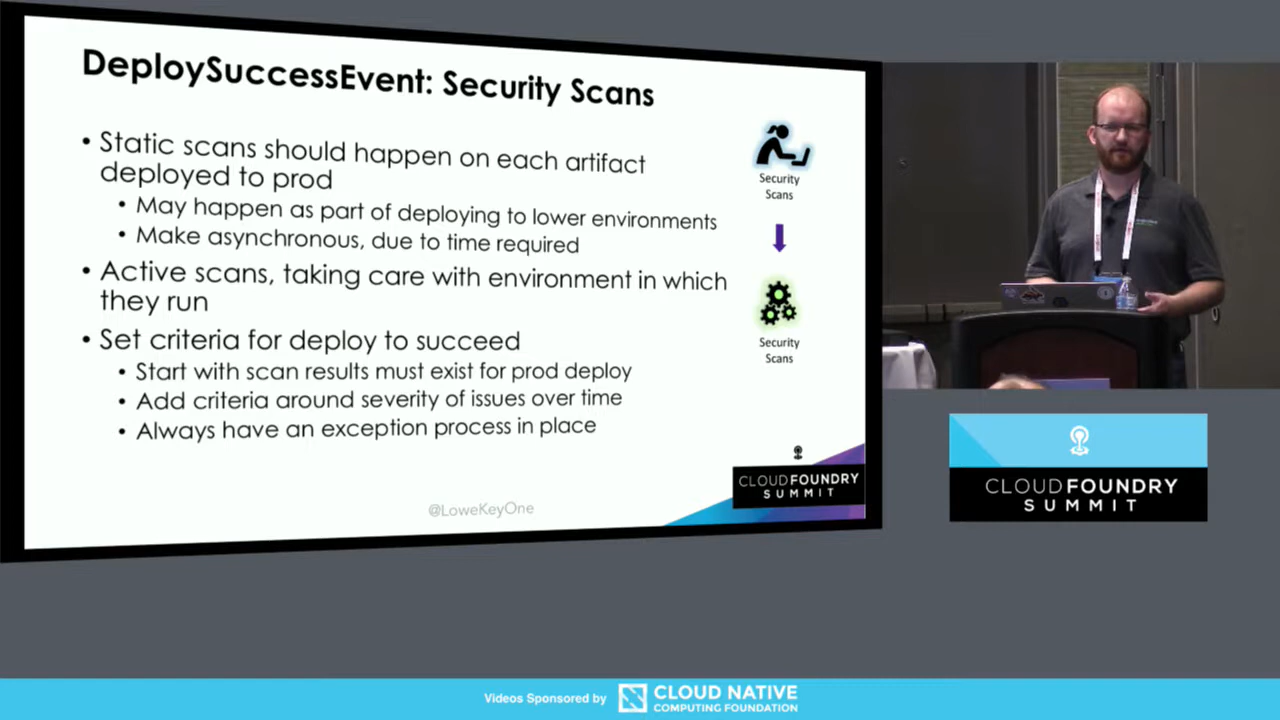 DeploySuccessEvent: Security Scans
• Static scans should happen on each artifact
deployed to prod
• May happen as part of deploying to lower environments
• Make asynchronous, due to time required
• Active scans, taking care with environment in which
they run
• Set criteria for deploy to succeed
• Start with scan results must exist for prod deploy
• Add criteria around severity of issues over time
• Always have an exception process in place
Security
Scans
Security
Scans
@LoweKeyOne
CLOUDFOUNDRY
SUMMIT
CLOUDFOUNDRY
SUMMIT
Videos Sponsored by
CLOUD NATIVE
COMPUTING FOUNDATION